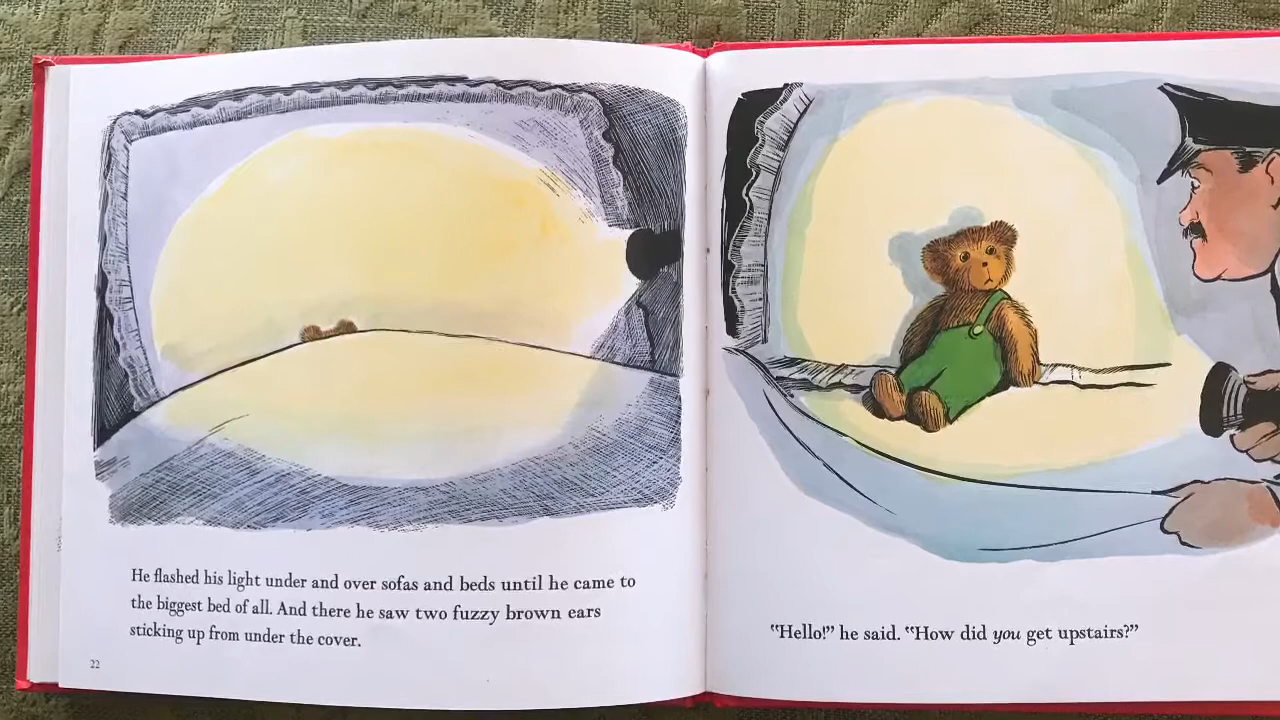 He flashed his light under and over sofas and beds until he came to
the biggest bed of all. And there he saw two fuzzy brown ears
sticking up from under the cover.
22
“Hello!” he said. “How did you get upstairs?”